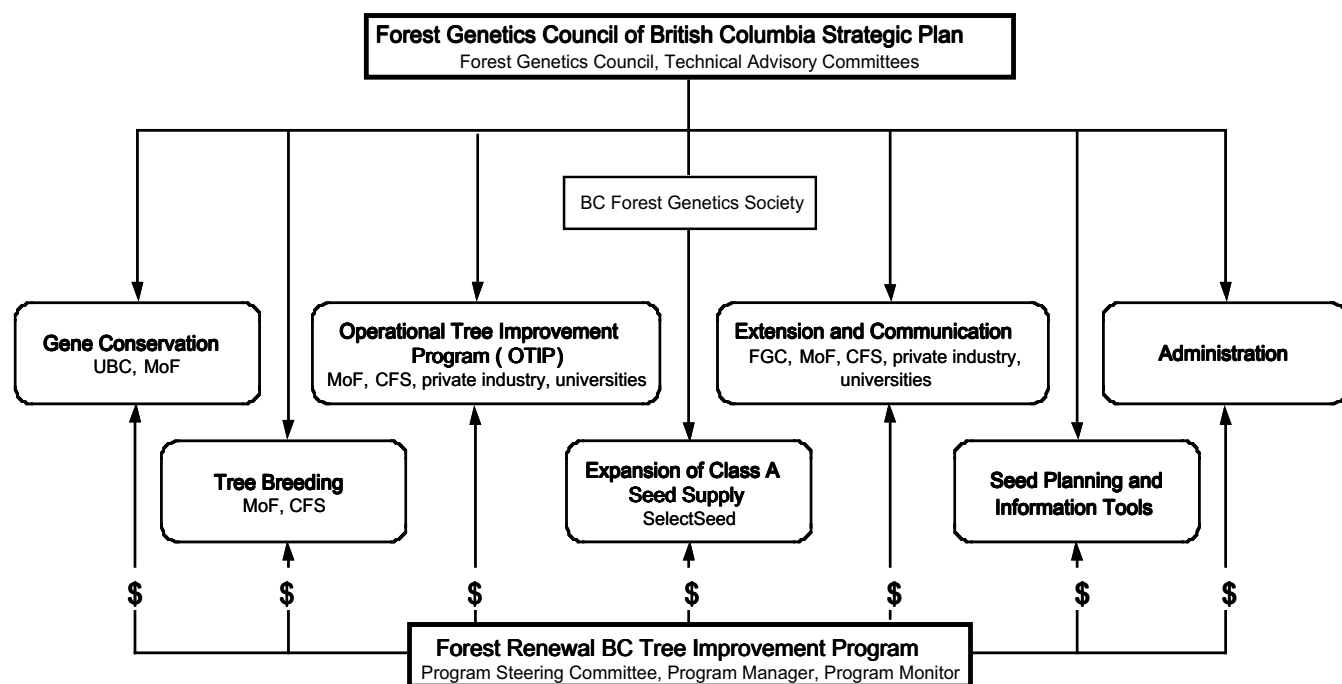 Forest Genetics Council of British Columbia Strategic Plan
Forest Genetics Council, Technical Advisory Committees
BC Forest Genetics Society
Gene Conservation
UBC, MoF
Operational Tree Improvement
Program ( OTIP)
MoF, CFS, private industry, universities
Extension and Communication
FGC, MoF, CFS, private industry,
universities
Administration
Tree Breeding
MoF, CFS
Expansion of Class A
Seed Supply
SelectSeed
Seed Planning and
Information Tools
$ $ $ $ $ $ $
Forest Renewal BC Tree Improvement Program
Program Steering Committee, Program Manager, Program Monitor